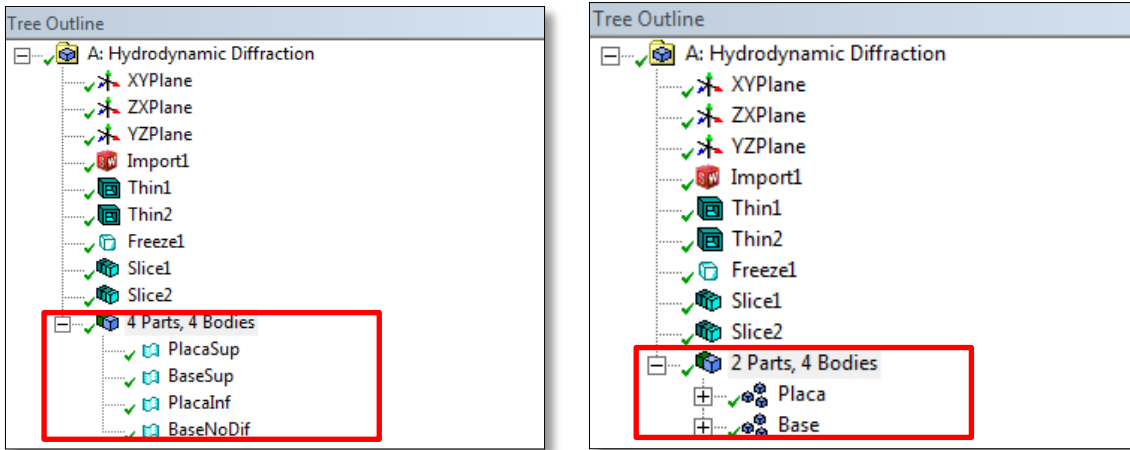 Tree Outline
A: Hydrodynamic Diffraction
XYPlane
ZXPlane
YZPlane
Import1
Thin1
Thin2
Freeze1
Slice1
Slice2
4 Parts, 4 Bodies
PlacaSup
BaseSup
PlacaInf
BaseNoDif
Tree Outline
A: Hydrodynamic Diffraction
XYPlane
ZXPlane
YZPlane
Import1
Thin1
Thin2
Freeze1
Slice1
Slice2
2 Parts, 4 Bodies
Placa
Base